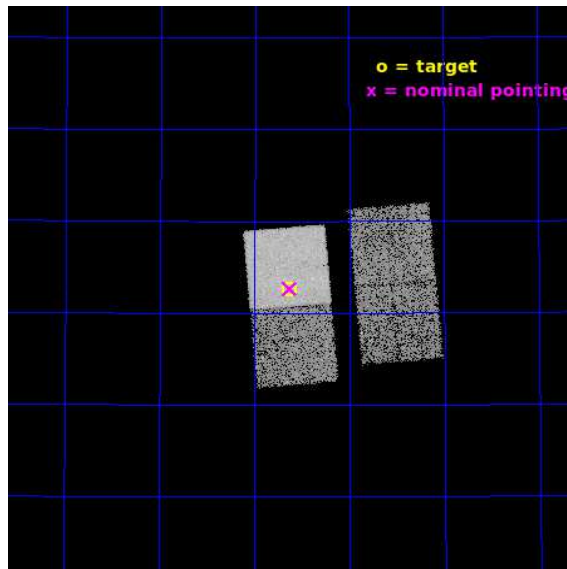 o = target
x = nominal pointing